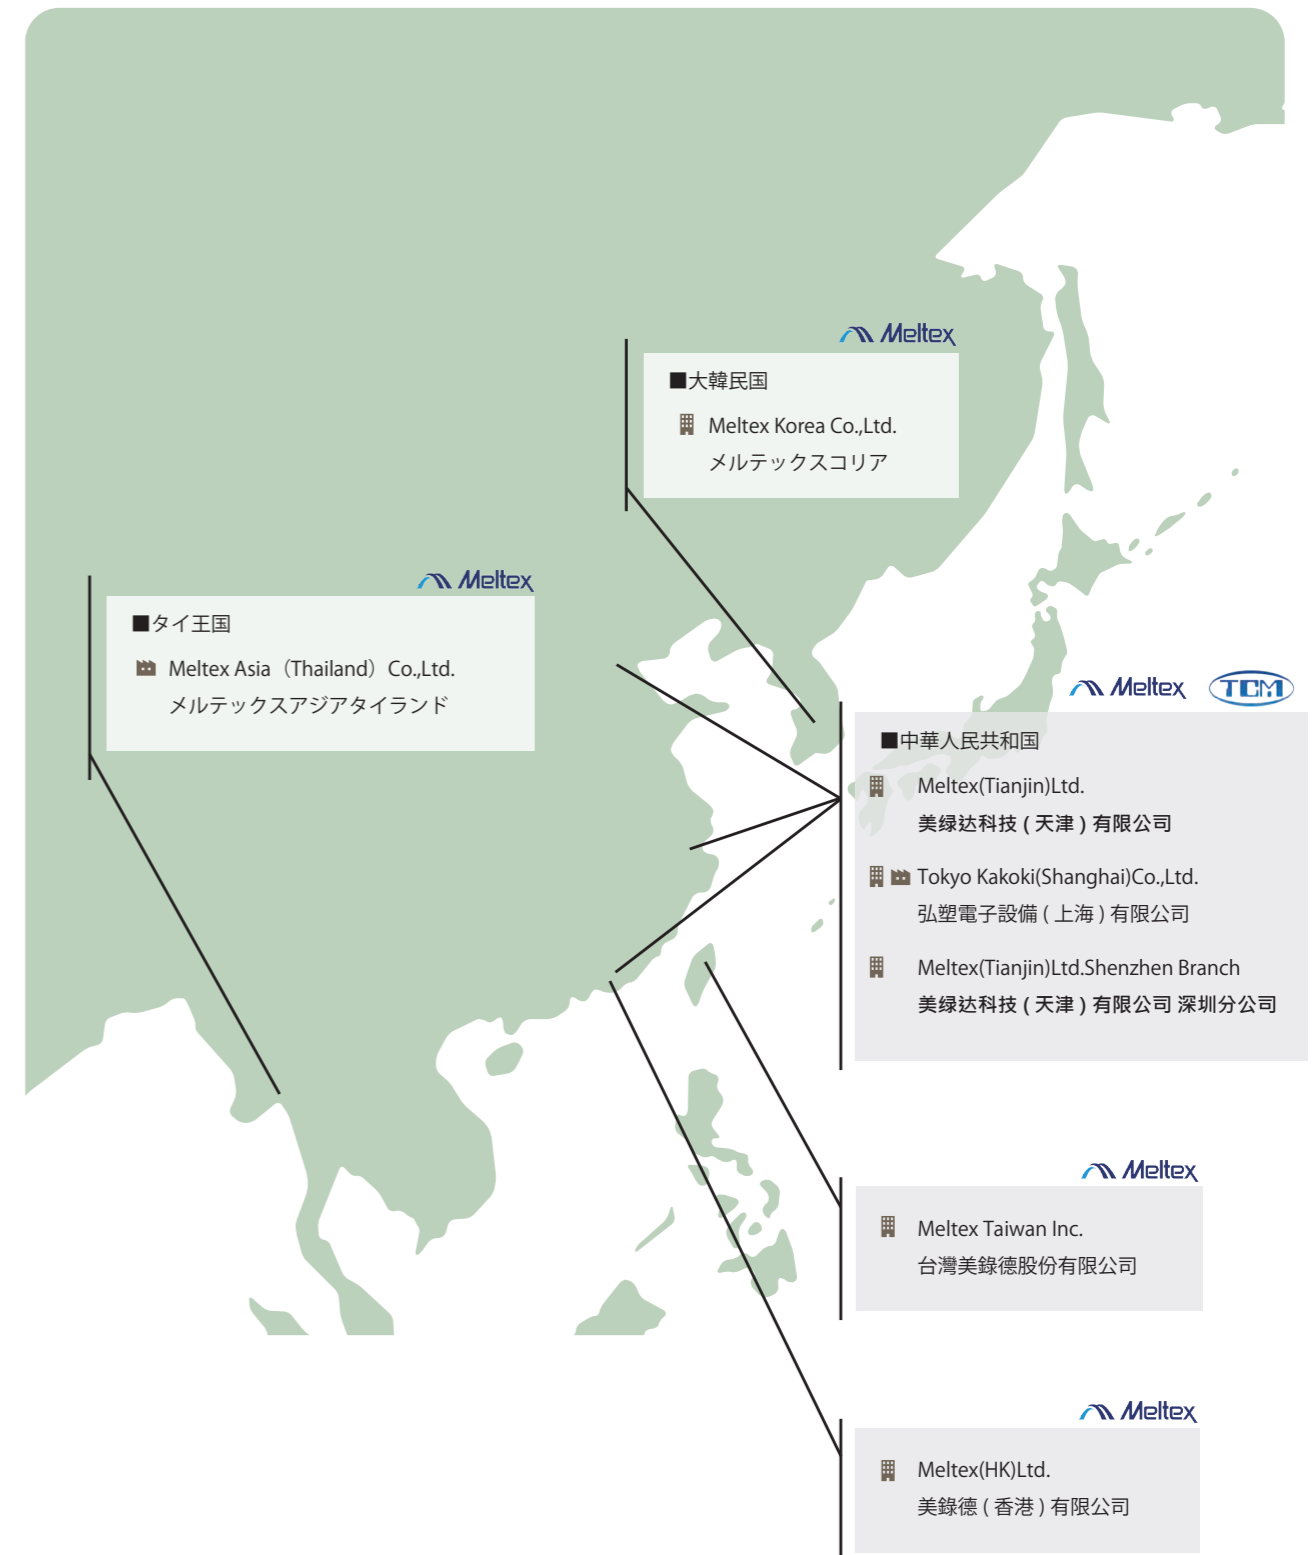 Meltex
■大韓民国
Meltex Korea Co.,Ltd.
メルテックスコリア
Meltex
■タイ王国
Meltex Asia（Thailand）Co.,Ltd.
メルテックスアジアタイランド
Meltex TCM
■中華人民共和国
Meltex(Tianjin)Ltd.
美绿达科技 ( 天津 ) 有限公司
Tokyo Kakoki(Shanghai)Co.,Ltd.
弘塑電子設備 ( 上海 ) 有限公司
Meltex(Tianjin)Ltd.Shenzhen Branch
美绿达科技 ( 天津 ) 有限公司 深圳分公司
Meltex
Meltex Taiwan Inc.
台灣美錄德股份有限公司
Meltex
Meltex(HK)Ltd.
美錄德 ( 香港 ) 有限公司